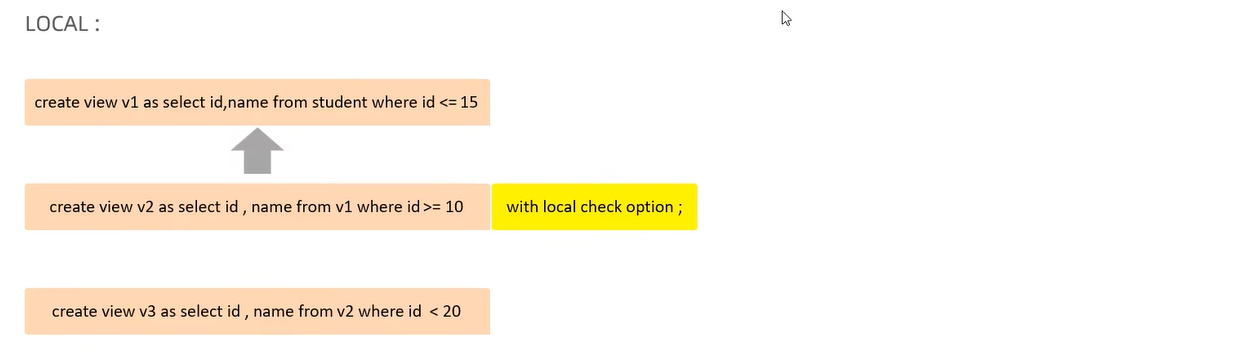 LOCAL :
create view v1 as select id,name from student where id <= 15
create view v2 as select id , name from v1 where id >= 10 with local check option ;
create view v3 as select id , name from v2 where id < 20